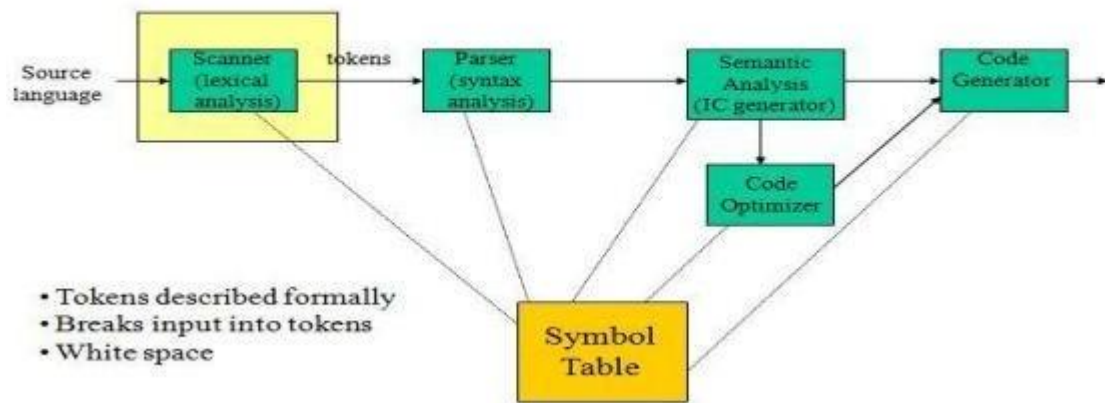 Source
language
Scanner
(lexical
analysis)
tokens
Parser
(syntax
analysis)
Semantic
Analysis
(IC generator)
Code
Generator
Code
Optimizer
• Tokens described formally
• Breaks input into tokens
• White space
Symbol
Table